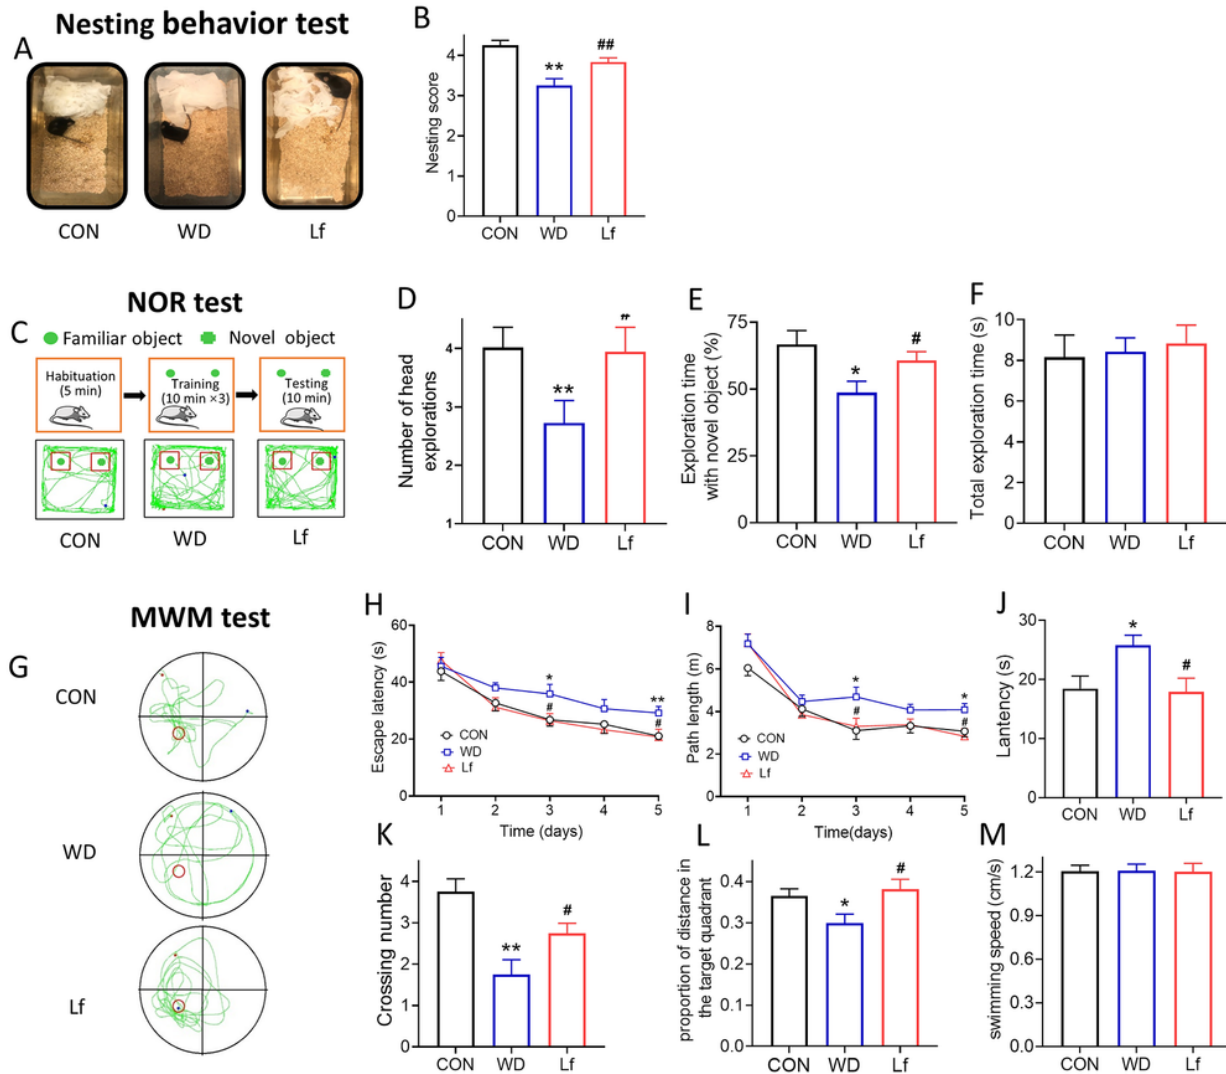 Nesting behavior test
A
CON
WD
Lf
B
Nesting score
4
3
2
1
0
**
##
CON
WD
Lf
NOR test
C
Familiar object
Novel object
Habituation
(5 min)
Training
(10 min ×3)
Testing
(10 min)
CON
WD
Lf
D
Number of head
explorations
4
3
2
1
**
#
CON
WD
Lf
E
Exploration time
with novel object (%)
75
50
25
0
*
#
CON
WD
Lf
F
Total exploration time (s)
10
8
6
4
2
0
CON
WD
Lf
MWM test
G
CON
WD
Lf
H
Escape latency (s)
60
40
20
0
*
#
**
#
CON
WD
Lf
1
2
3
4
5
Time (days)
I
Path length (m)
8
6
4
2
0
*
#
*
#
CON
WD
Lf
1
2
3
4
5
Time(days)
J
Lantency (s)
30
20
10
0
*
#
CON
WD
Lf
K
Crossing number
4
3
2
1
0
**
#
CON
WD
Lf
L
proportion of distance in
the target quadrant
0.4
0.3
0.2
0.1
0.0
*
#
CON
WD
Lf
M
swimming speed (cm/s)
1.2
0.9
0.6
0.3
0.0
CON
WD
Lf